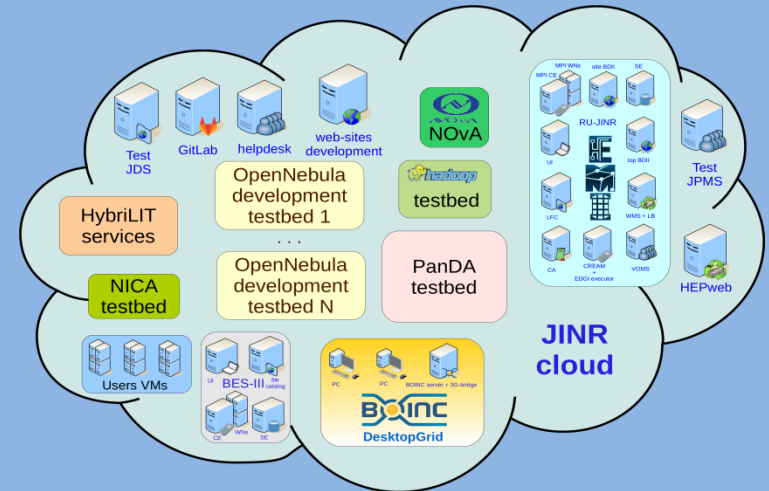 Test
JDS
GitLab
helpdesk
web-sites
development
NOvA
NOvA
MPI WNs
MPI CE
site BDII
SE
RU-JINR
UI
top BDII
LFC
WMS + LB
CA
CREAM
+
EDGI executor
VOMS
Test
JPMS
HEPweb
HybriLIT
services
OpenNebula
development
testbed 1
...
OpenNebula
development
testbed N
hadoop
testbed
PanDA
testbed
NICA
testbed
Users VMs
UI
BES-III
file
catalog
CE
WNs
SE
PC
PC
BOINC server + 3G-bridge
BOINC
DesktopGrid
JINR
cloud